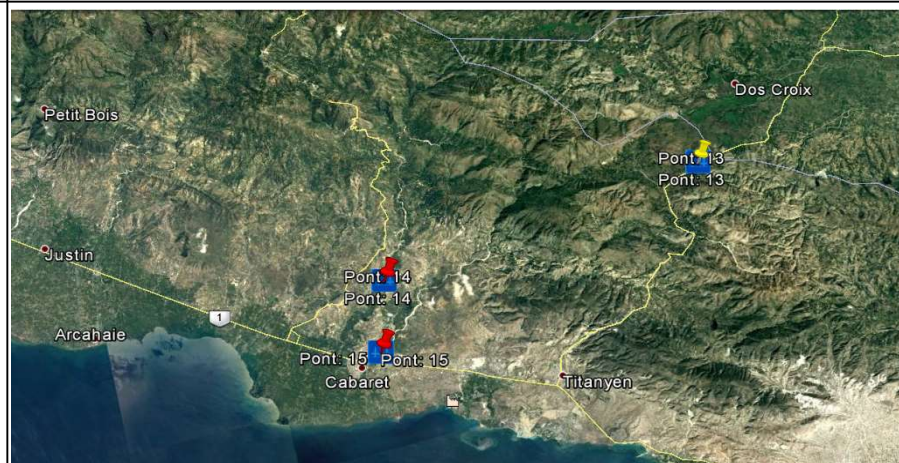 Dos Croix
Petit Bois
Pont: 13
Pont: 13
Justin
Pont: 14
Pont: 14
1
Arcahaie
Pont: 15 Pont: 15
Cabaret
Titanyen